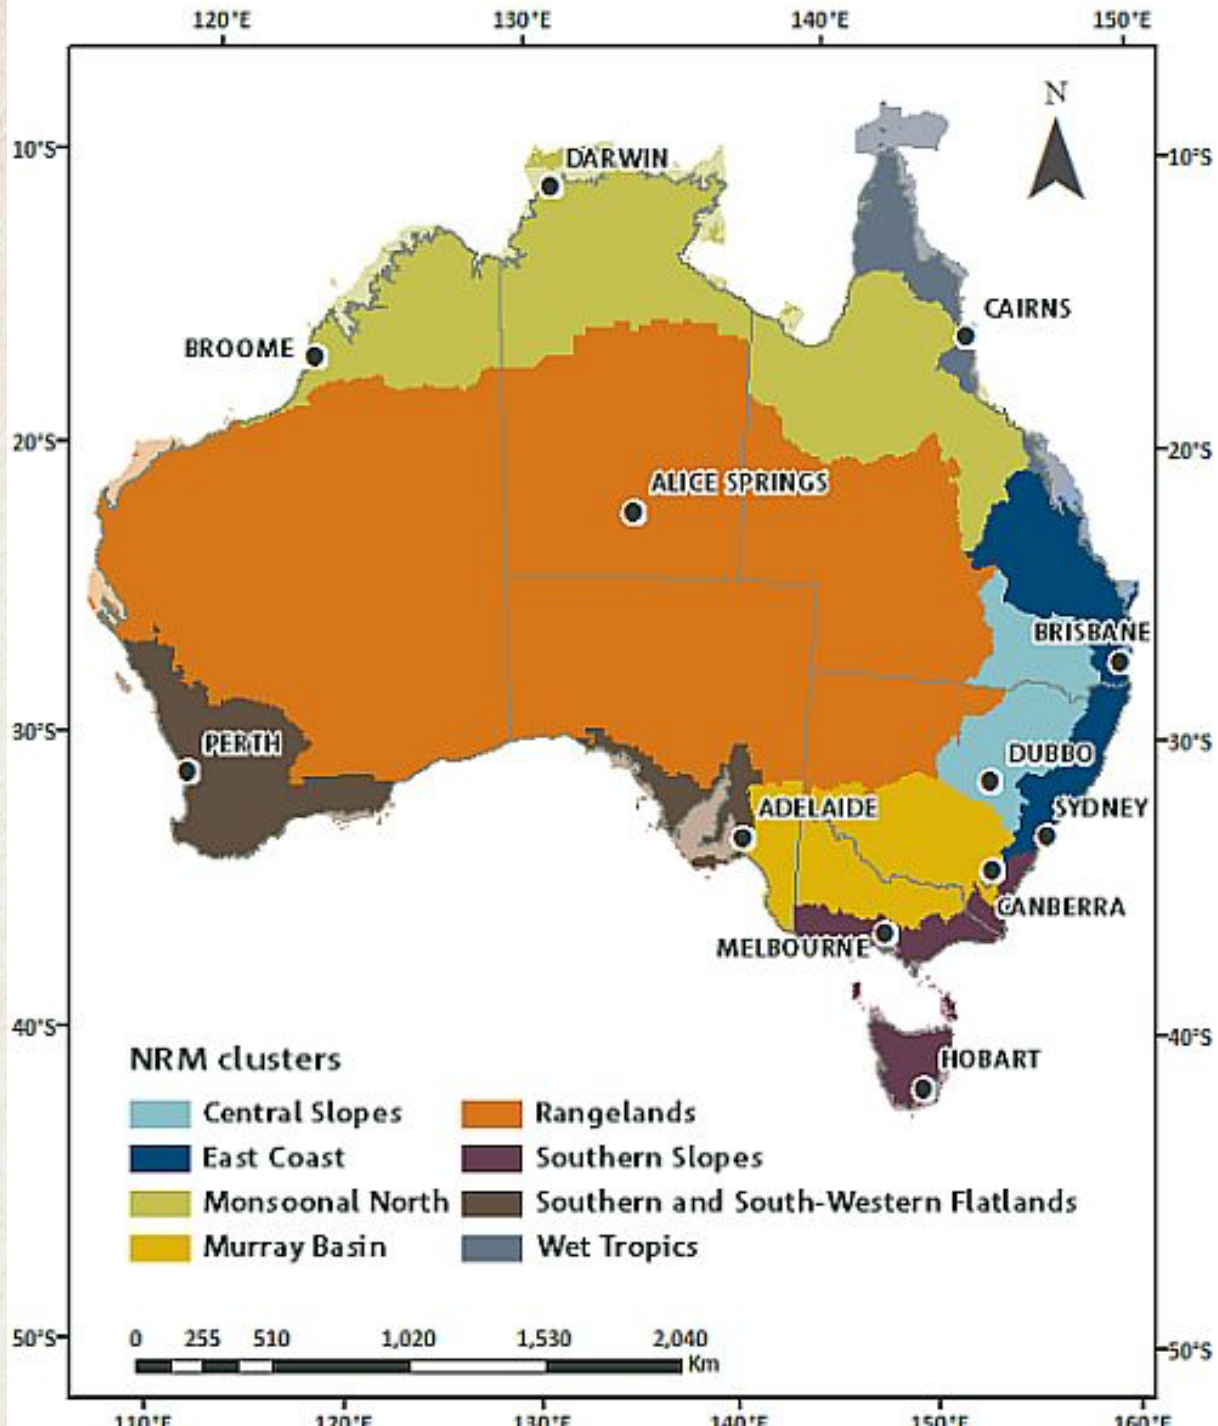 120°E 130°E 140°E 150°E
N
10°S 10°S
DARWIN
CAIRNS
BROOME
20°S 20°S
ALICE SPRINGS
BRISBANE
30°S 30°S
PERTH
DUBBO
ADELAIDE
SYDNEY
CANBERRA
MELBOURNE
40°S 40°S
HOBART
NRM clusters
Central Slopes Rangelands
East Coast Southern Slopes
Monsoonal North Southern and South-Western Flatlands
Murray Basin Wet Tropics
50°S 50°S
0 255 510 1,020 1,530 2,040
Km
110°E 120°E 130°E 140°E 150°E 160°E